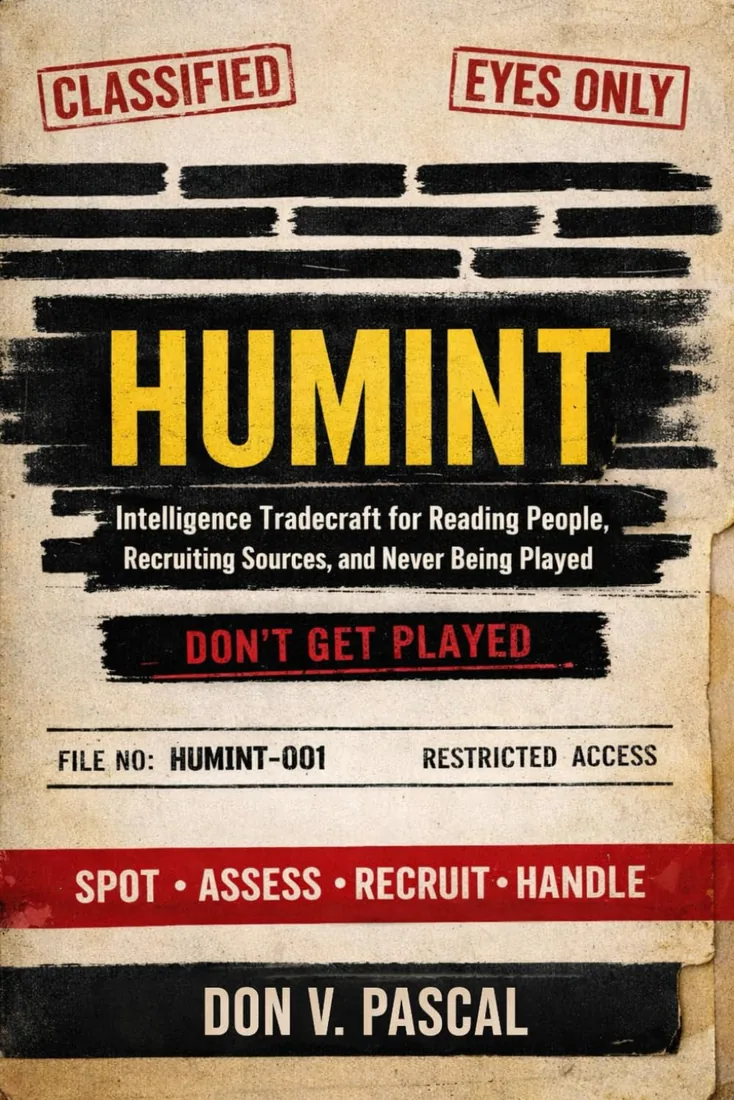 CLASSIFIED
EYES ONLY
HUMINT
Intelligence Tradecraft for Reading People,
Recruiting Sources, and Never Being Played
DON'T GET PLAYED
FILE NO: HUMINT-001
RESTRICTED ACCESS
SPOT • ASSESS • RECRUIT • HANDLE
DON V. PASCAL